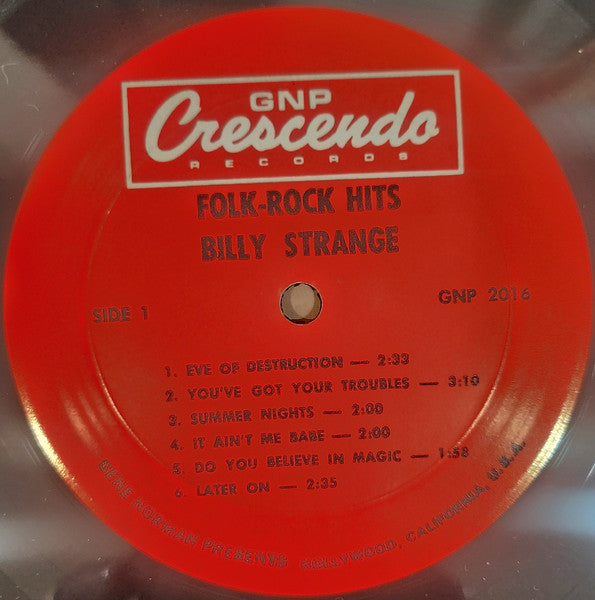 GNP
Crescendo
RECORDS
FOLK-ROCK HITS
BILLY STRANGE
SIDE 1
GNP 2016
1. EVE OF DESTRUCTION — 2:33
2. YOU'VE GOT YOUR TROUBLES — 3:10
3. SUMMER NIGHTS — 2:00
4. IT AIN'T ME BABE — 2:00
5. DO YOU BELIEVE IN MAGIC — 1:58
6. LATER ON — 2:35
GENE NORMAN PRESENTS HOLLYWOOD, CALIFORNIA, U.S.A.